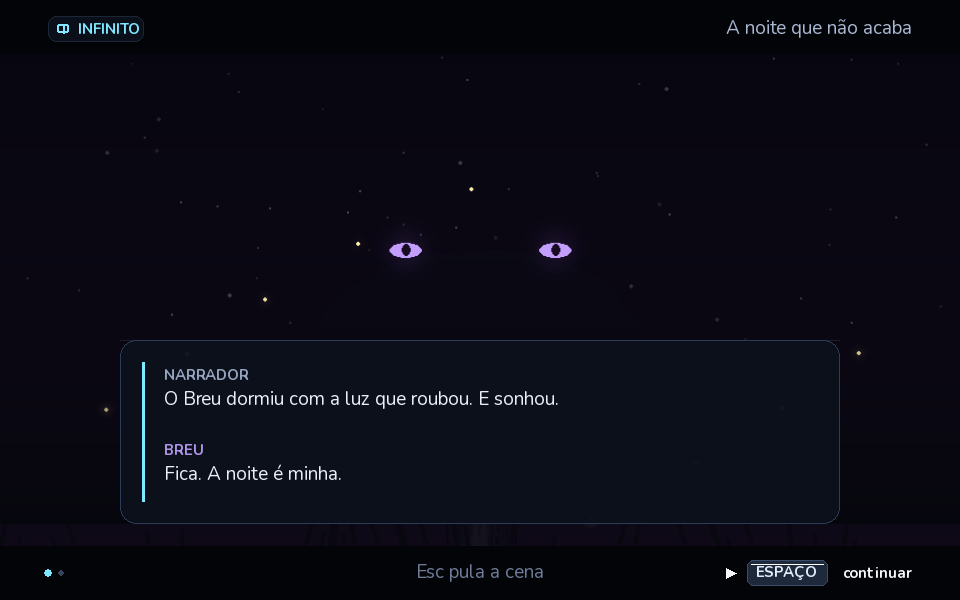 INFINITO
A noite que não acaba
NARRADOR
O Breu dormiu com a luz que roubou. E sonhou.
BREU
Fica. A noite é minha.
Esc pula a cena
ESPAÇO continuar